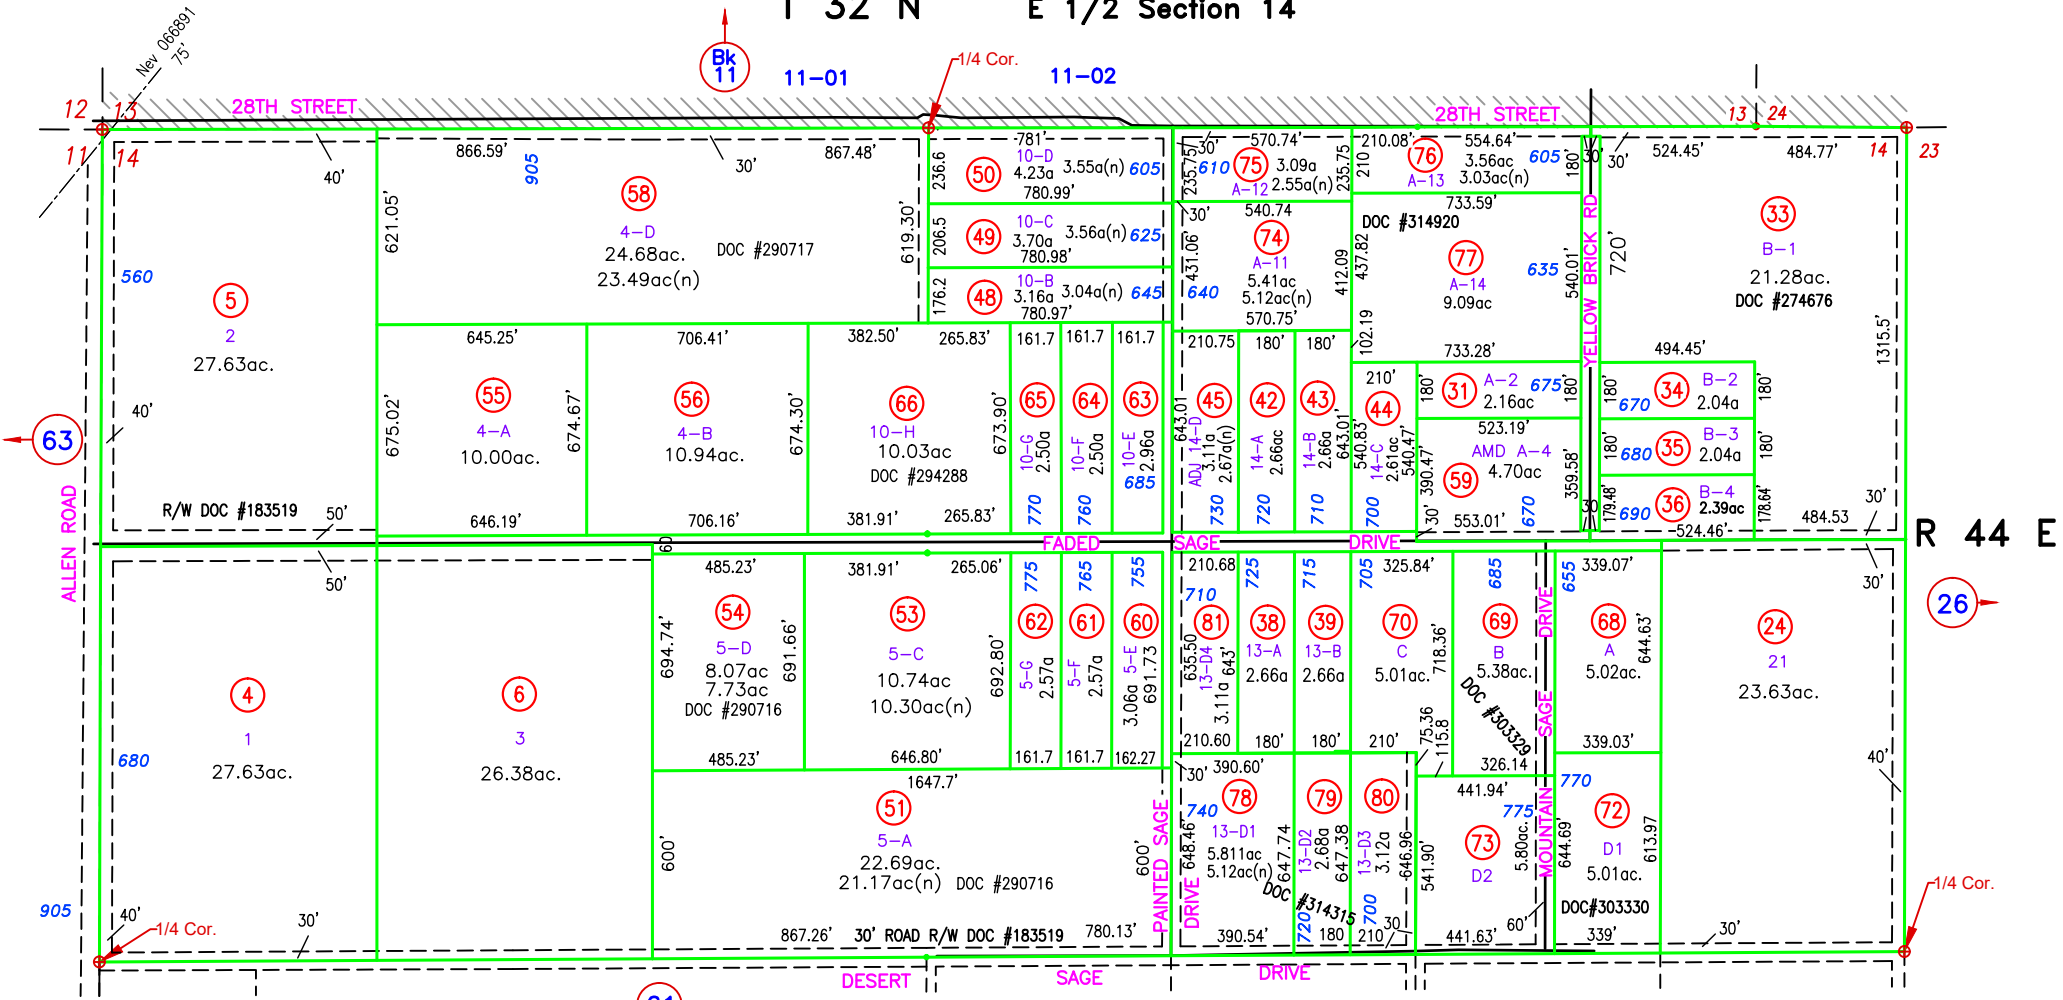 T 32 N E 1/2 Section 14
Nev 066891
75'
Bk
11
11-01
11-02
1/4 Cor.
12 13
11 14
28TH STREET
28TH STREET
13 24
14 23
40'
866.59'
905
30'
867.48'
621.05'
58
4-D
24.68ac.
23.49ac(n)
DOC #290717
619.30'
560
5
2
27.63ac.
40'
R/W DOC #183519
50'
781'
236.6
50
10-D
4.23a
3.55a(n)
605
780.99'
206.5
49
10-C
3.70a
3.56a(n)
625
780.98'
176.2
48
10-B
3.16a
3.04a(n)
645
780.97'
30'
570.74'
235.75'
610
75
3.09a
A-12
2.55a(n)
235.75
210.08'
554.64'
210
76
3.56ac
605
A-13
3.03ac(n)
180'
30'
30'
524.45'
484.77'
30'
540.74
431.06'
74
A-11
5.41ac
5.12ac(n)
640
570.75'
412.09
437.82
733.59'
DOC #314920
77
A-14
9.09ac
635
540.01'
102.19
733.28'
YELLOW BRICK RD
720'
33
B-1
21.28ac.
DOC #274676
1315.5'
645.25'
675.02'
55
4-A
10.00ac.
674.67'
646.19'
706.41'
56
4-B
10.94ac.
674.30'
706.16'
382.50'
265.83'
66
10-H
10.03ac
DOC #294288
673.90'
381.91'
265.83'
161.7
65
10-G
2.50a
770
161.7
64
10-F
2.50a
760
161.7
63
10-E
2.96a
685
210.75
643.01
45
ADJ 14-D
3.11a
2.67a(n)
730
180'
42
14-A
2.66ac
720
180'
43
14-B
2.66a
643.01'
710
210'
44
540.83'
14-C
2.61ac
540.47'
700
180'
31
A-2
675
2.16ac
180'
523.19'
AMD A-4
4.70ac
59
390.47'
359.58'
553.01'
670
30'
30
494.45'
180'
34
B-2
2.04a
670
180'
180'
35
B-3
2.04a
680
180'
179.48'
36
B-4
2.39ac
690
178.64'
524.46'
484.53
30'
63
ALLEN ROAD
60
FADED SAGE DRIVE
R 44 E
26
50'
30'
680
4
1
27.63ac.
6
3
26.38ac.
485.23'
694.74'
54
5-D
8.07ac
7.73ac
DOC #290716
691.66'
485.23'
381.91'
265.06'
53
5-C
10.74ac
10.30ac(n)
692.80'
646.80'
775
62
5-G
2.57a
161.7
765
61
5-F
2.57a
161.7
755
60
5-E
3.06a
691.73
162.27
210.68
710
635.50
81
13-D4
3.11a
643'
210.60
725
38
13-A
2.66a
180'
715
39
13-B
2.66a
180'
705
325.84'
70
C
5.01ac.
718.36'
210'
75.36
115.8
685
69
B
5.38ac.
DOC #303329
326.14
MOUNTAIN SAGE DRIVE
655
339.07'
68
A
5.02ac.
644.63'
339.03'
24
21
23.63ac.
40'
1647.7'
51
5-A
22.69ac.
21.17ac(n)
DOC #290716
600'
600'
867.26'
30' ROAD R/W DOC #183519
780.13'
PAINTED SAGE
DRIVE
30'
390.60'
740
78
648.46'
13-D1
5.811ac
5.12ac(n)
647.74
390.54'
DOC #314315
79
13-D2
2.68a
647.38
720
180
80
13-D3
3.12a
646.96
700
210
30
441.94'
775
73
D2
5.80ac.
541.90'
60'
441.63'
770
72
D1
5.01ac.
644.69'
613.97
DOC#303330
339'
30'
1/4 Cor.
905
40'
1/4 Cor.
30'
DESERT SAGE DRIVE